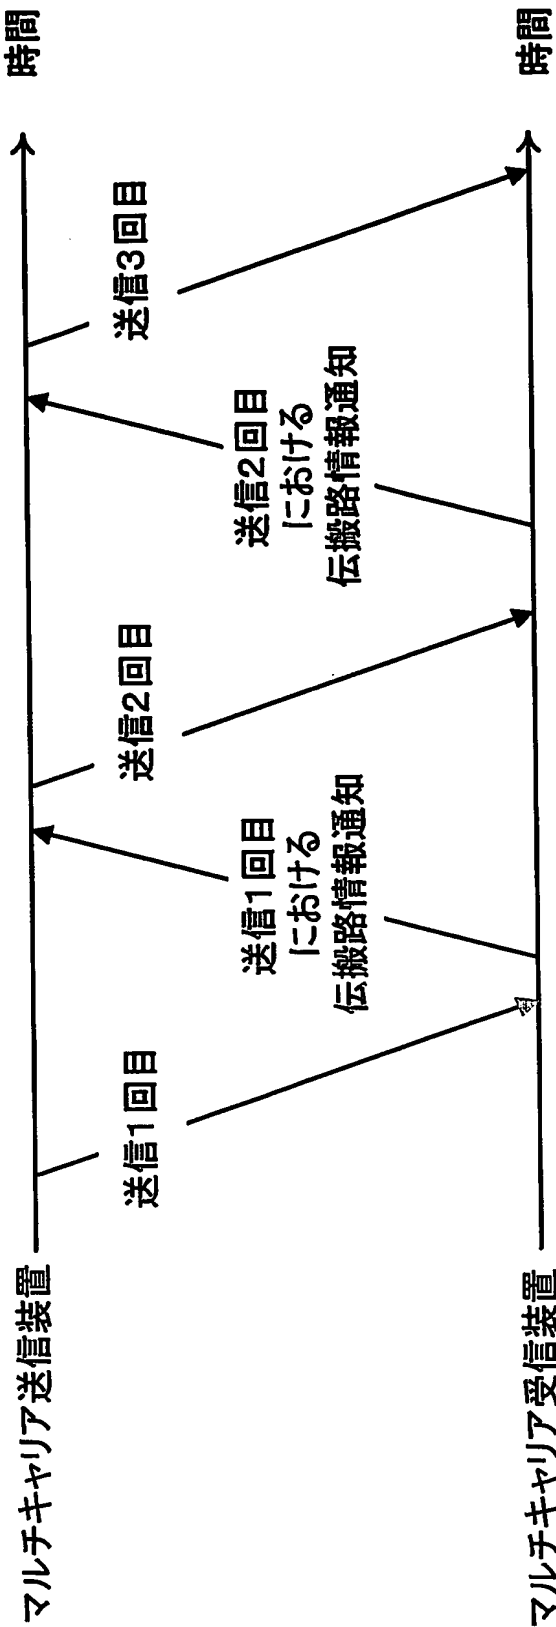 マルチキャリア送信装置
時間
送信1回目
送信1回目
における
伝搬路情報通知
送信2回目
送信2回目
における
伝搬路情報通知
送信3回目
マルチキャリア受信装置
時間